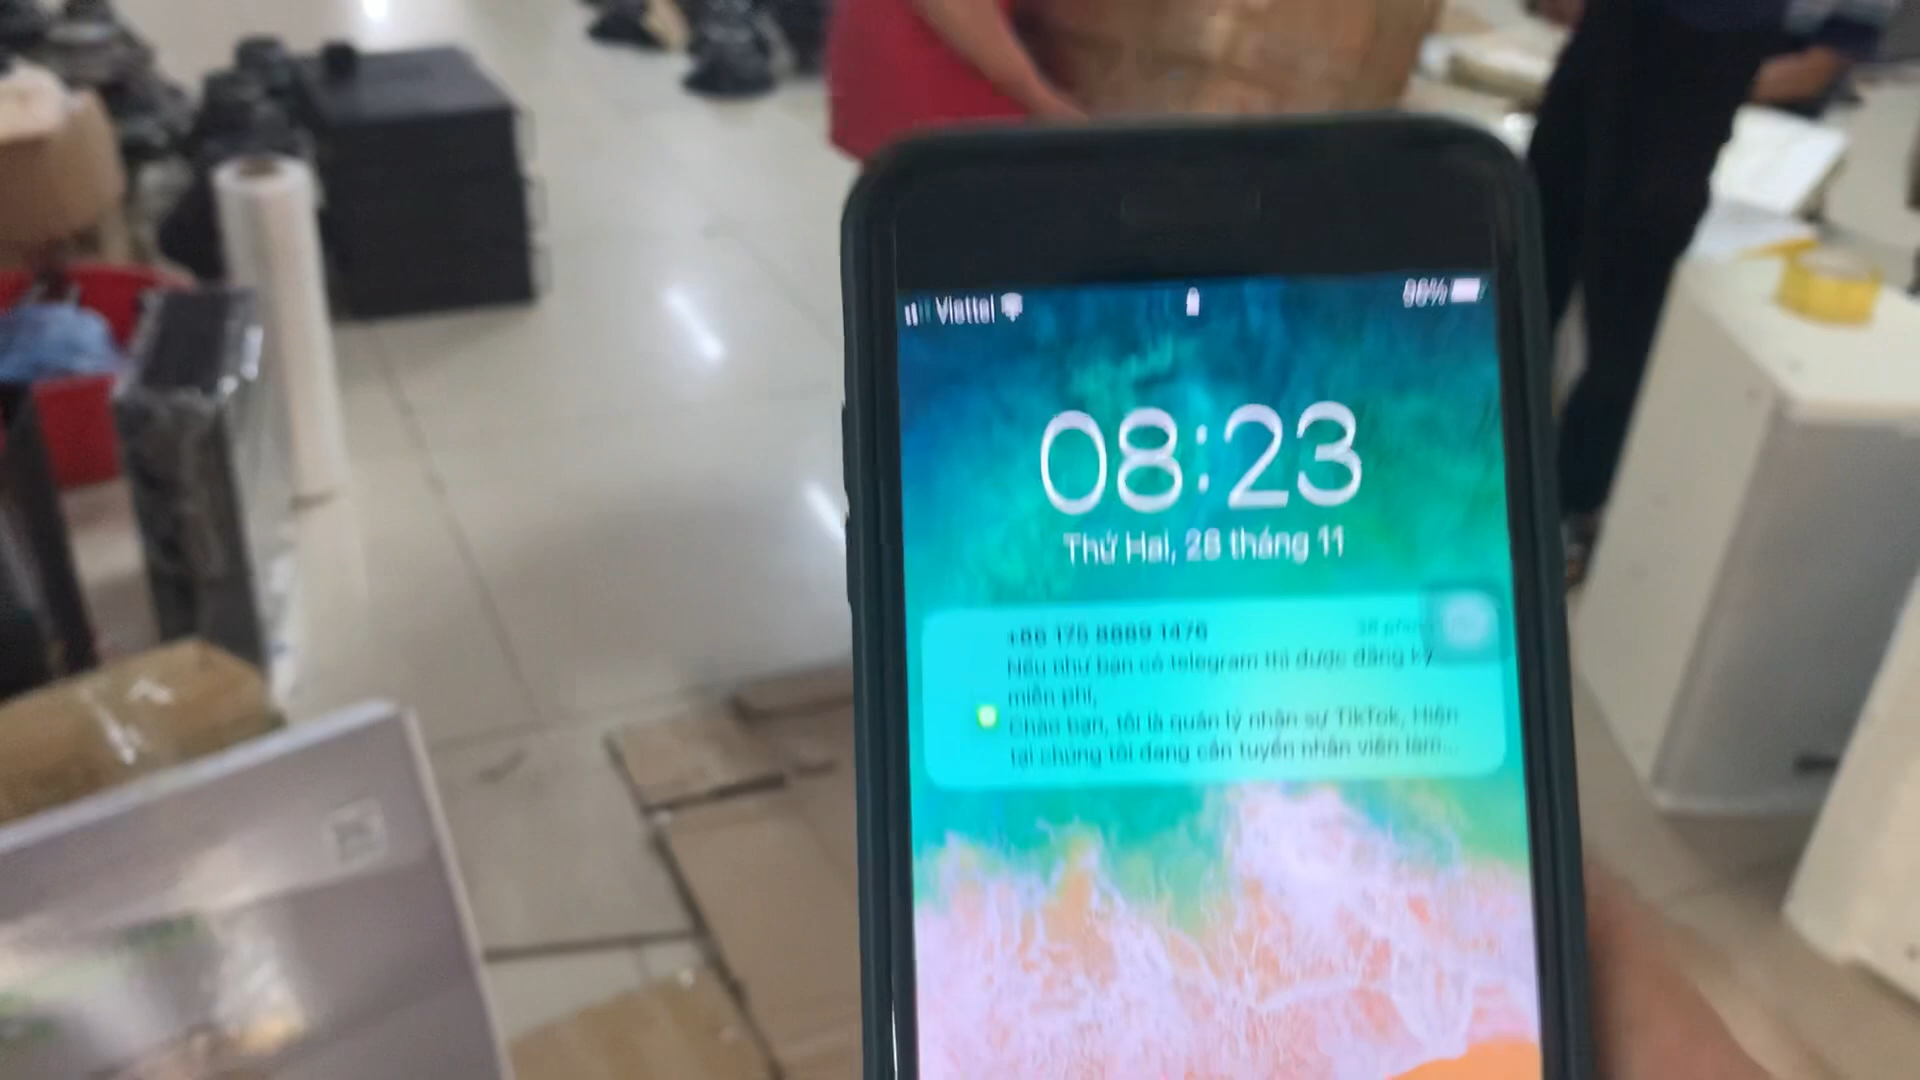 Viettel 96%
08:23
Thứ Hai, 28 tháng 11
Nếu như bạn có telegram thì được đăng ký
miễn phí,
Chào bạn, tôi là quản lý nhân sự TikTok, Hiện
tại chúng tôi đang cần tuyển nhân viên làm...